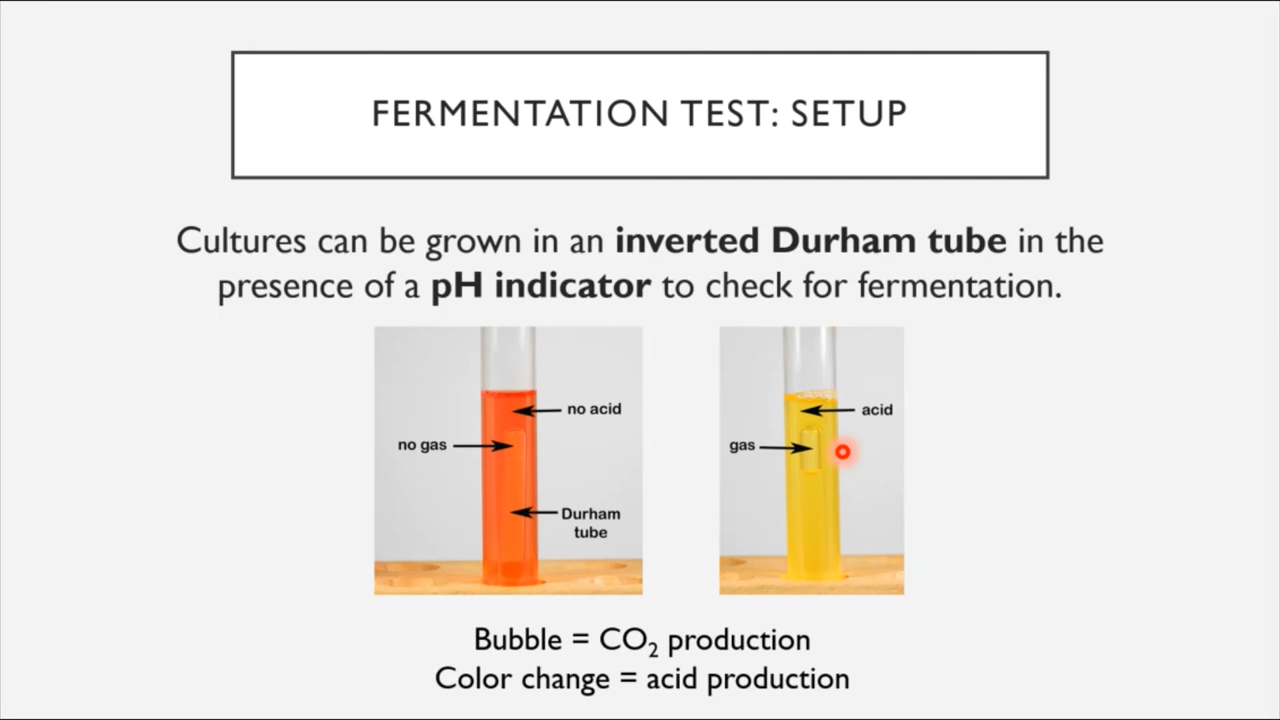 FERMENTATION TEST: SETUP
Cultures can be grown in an inverted Durham tube in the
presence of a pH indicator to check for fermentation.
no acid
no gas
Durham
tube
acid
gas
Bubble = CO₂ production
Color change = acid production